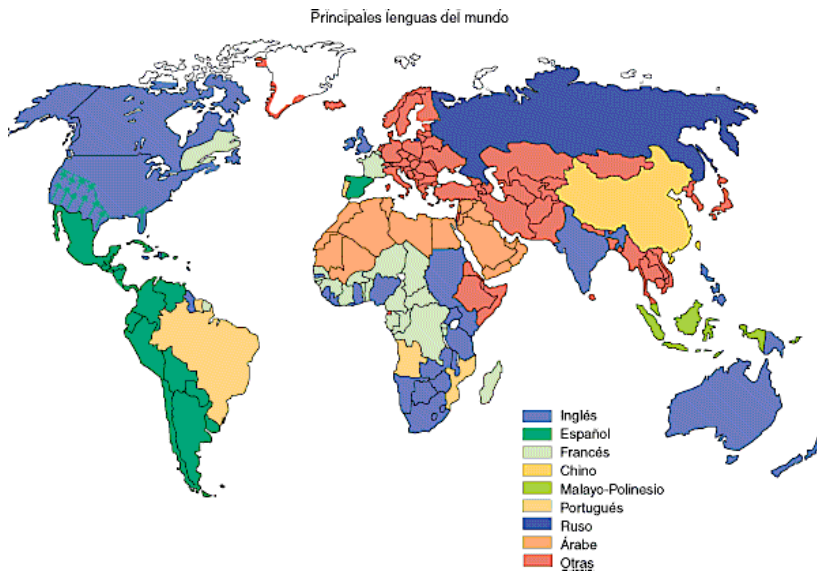 Principales lenguas del mundo
Inglés
Español
Francés
Chino
Malayo-Polinesio
Portugués
Ruso
Árabe
Otras